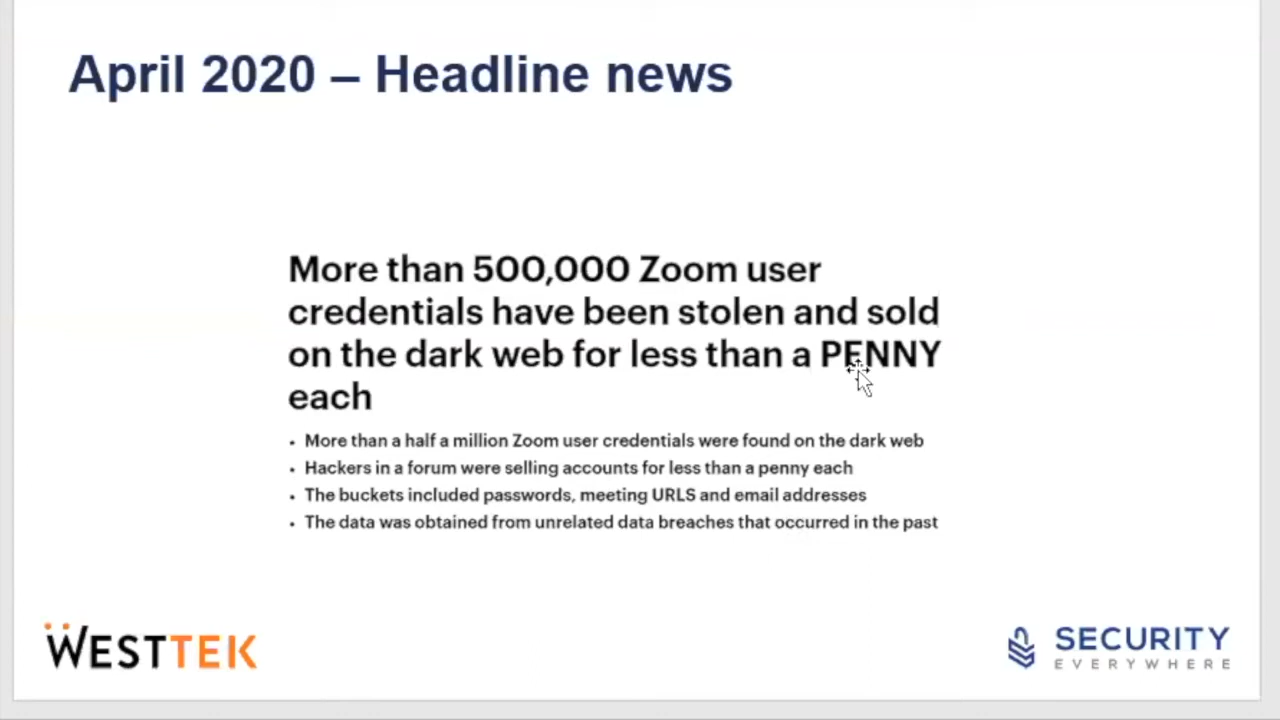 April 2020 – Headline news
More than 500,000 Zoom user
credentials have been stolen and sold
on the dark web for less than a PENNY
each
• More than a half a million Zoom user credentials were found on the dark web
• Hackers in a forum were selling accounts for less than a penny each
• The buckets included passwords, meeting URLS and email addresses
• The data was obtained from unrelated data breaches that occurred in the past
WESTTEK
SECURITY
EVERYWHERE